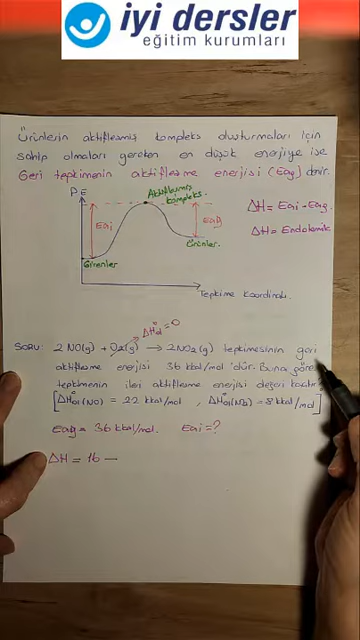 iyi dersler
eğitim kurumları
Ürünlerin aktifleşmiş kompleks oluşturmaları için
sahip olmaları gereken en düşük enerjiye ise
Geri tepkimenin aktifleşme enerjisi (Eag) denir.
P.E
Aktifleşmiş
kompleks.
Eai
Eag
Girenler
Ürünler
ΔH = Eai - Eag.
ΔH = Endotermik
Tepkime koordinatı.
ΔH°ol = 0
SORU: 2NO(g) + O2(g) → 2NO2(g) tepkimesinin geri
aktifleşme enerjisi 36 kkal/mol 'dür. Buna göre
tepkimenin ileri aktifleşme enerjisi değeri kaçtır?
[ΔH°ol(NO) = 22 kkal/mol , ΔH°ol(NO2) = 8 kkal/mol]
Eag = 36 kkal/mol. Eai = ?
ΔH = 16 —